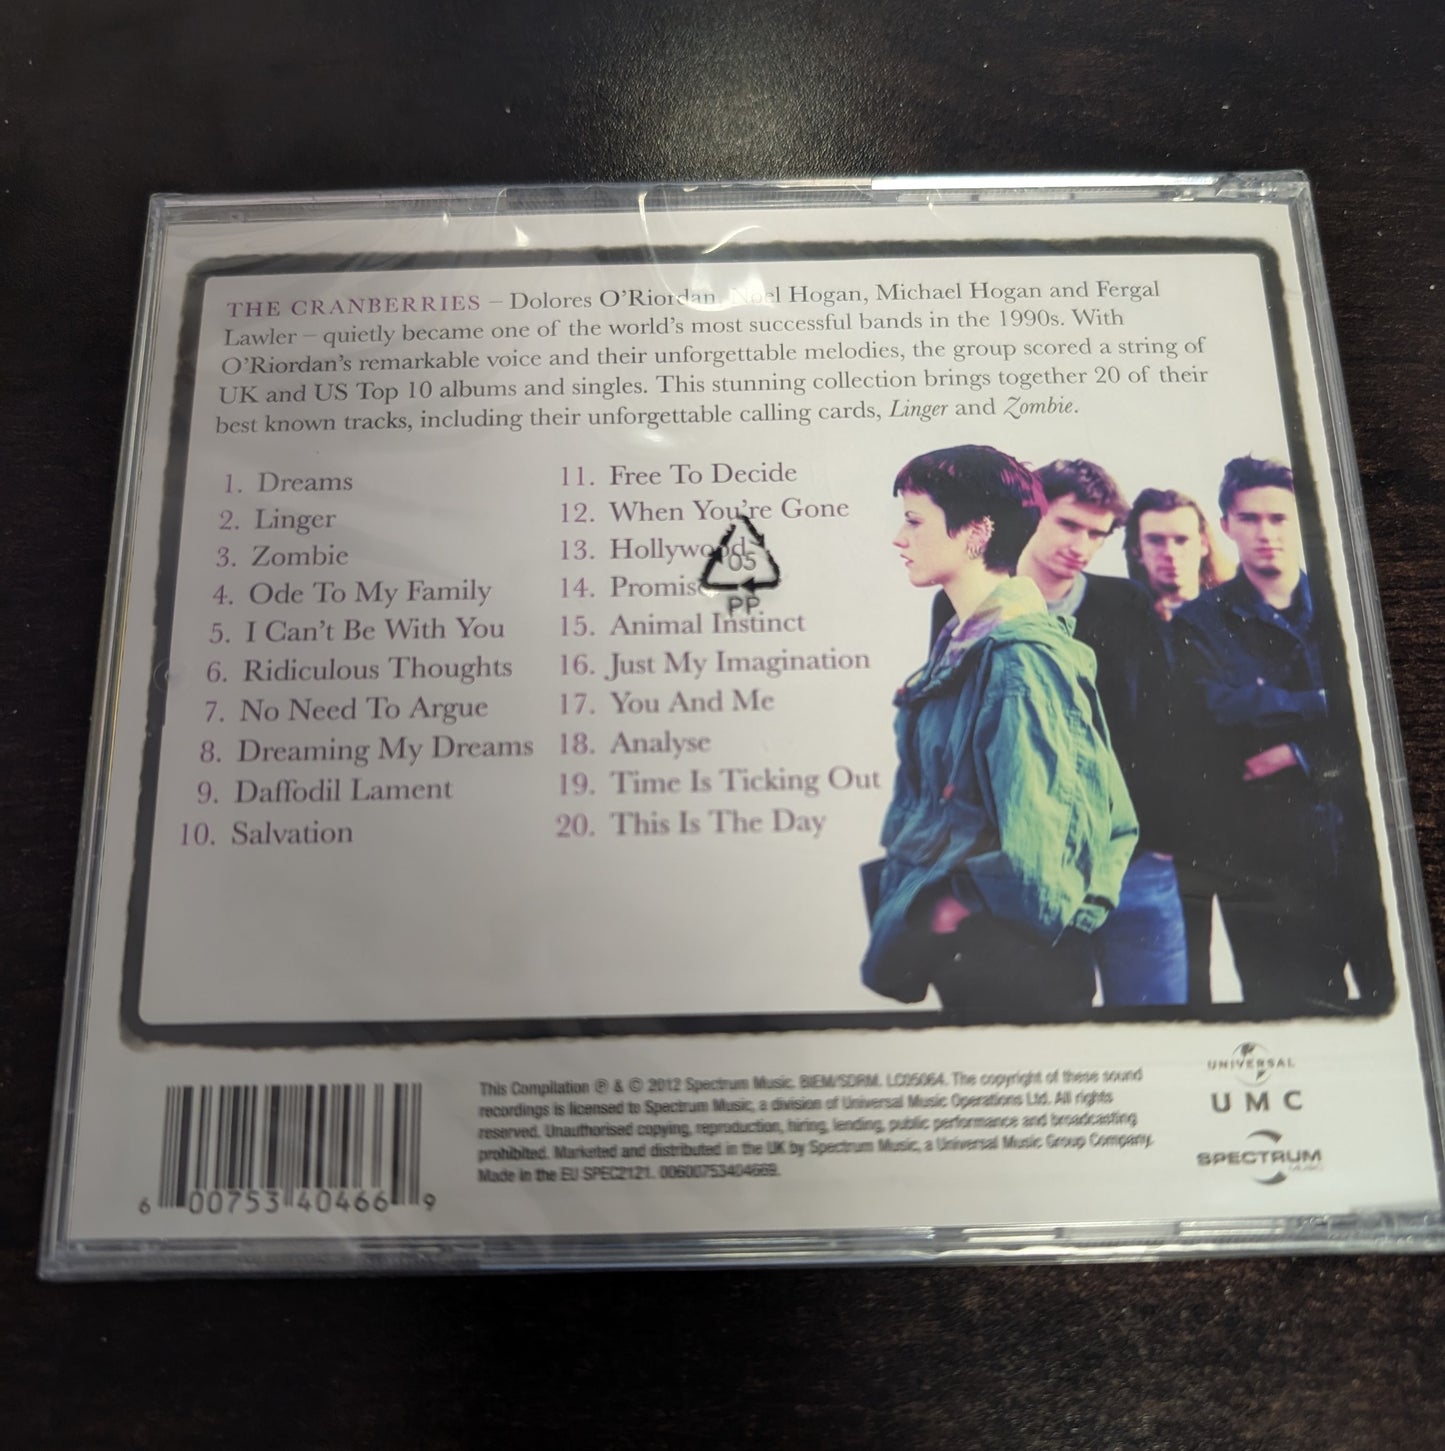 THE CRANBERRIES – Dolores O'Riordan, Noel Hogan, Michael Hogan and Fergal
Lawler – quietly became one of the world's most successful bands in the 1990s. With
O'Riordan's remarkable voice and their unforgettable melodies, the group scored a string of
UK and US Top 10 albums and singles. This stunning collection brings together 20 of their
best known tracks, including their unforgettable calling cards, Linger and Zombie.
1. Dreams
2. Linger
3. Zombie
4. Ode To My Family
5. I Can't Be With You
6. Ridiculous Thoughts
7. No Need To Argue
8. Dreaming My Dreams
9. Daffodil Lament
10. Salvation
11. Free To Decide
12. When You're Gone
13. Hollywood
14. Promises
15. Animal Instinct
16. Just My Imagination
17. You And Me
18. Analyse
19. Time Is Ticking Out
20. This Is The Day
05
PP
This Compilation ℗ & © 2012 Spectrum Music. BIEM/SDRM. LC05064. The copyright of these sound
recordings is licensed to Spectrum Music, a division of Universal Music Operations Ltd. All rights
reserved. Unauthorised copying, reproduction, hiring, lending, public performance and broadcasting
prohibited. Marketed and distributed in the UK by Spectrum Music, a Universal Music Group Company.
Made in the EU SPEC2121. 00600753404669.
6 00753 40466 9
UNIVERSAL
UMC
SPECTRUM
MUSIC